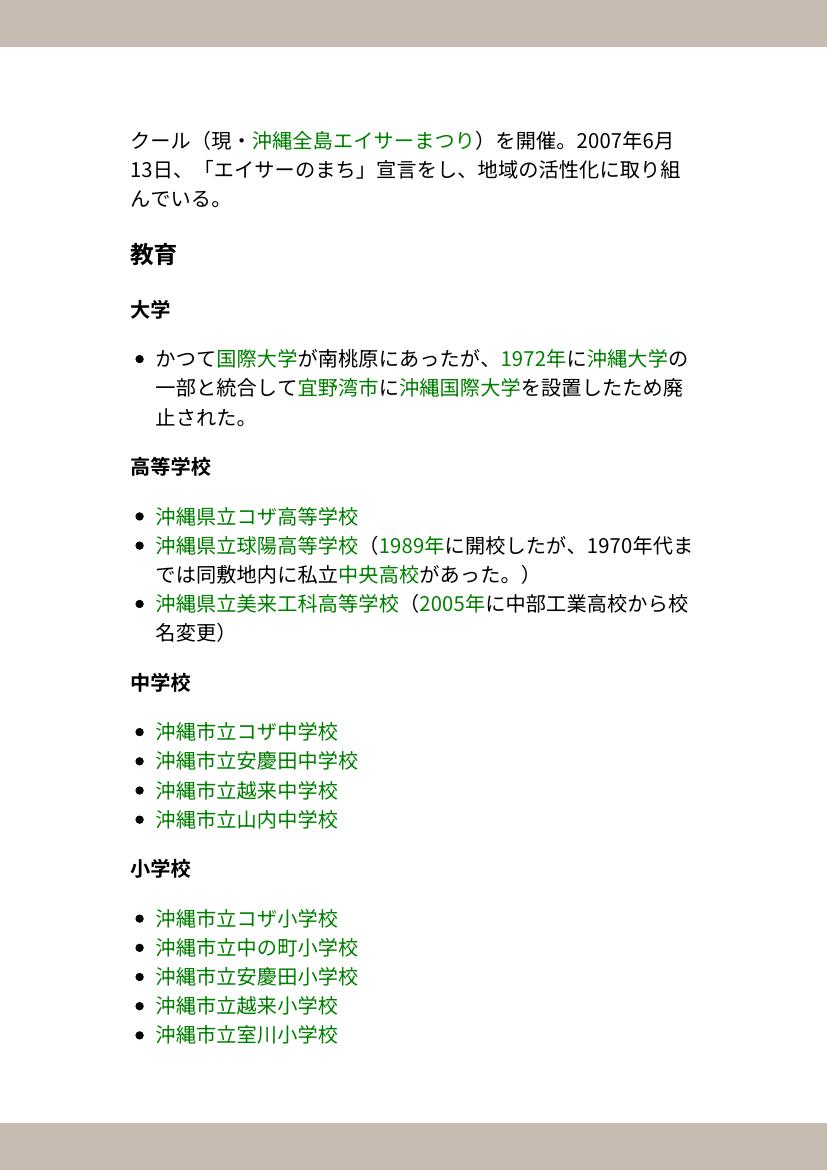 クール（現・沖縄全島エイサーまつり）を開催。2007年6月
13日、「エイサーのまち」宣言をし、地域の活性化に取り組
んでいる。
教育
大学
• かつて国際大学が南桃原にあったが、1972年に沖縄大学の
一部と統合して宜野湾市に沖縄国際大学を設置したため廃
止された。
高等学校
• 沖縄県立コザ高等学校
• 沖縄県立球陽高等学校（1989年に開校したが、1970年代ま
では同敷地内に私立中央高校があった。）
• 沖縄県立美来工科高等学校（2005年に中部工業高校から校
名変更）
中学校
• 沖縄市立コザ中学校
• 沖縄市立安慶田中学校
• 沖縄市立越来中学校
• 沖縄市立山内中学校
小学校
• 沖縄市立コザ小学校
• 沖縄市立中の町小学校
• 沖縄市立安慶田小学校
• 沖縄市立越来小学校
• 沖縄市立室川小学校